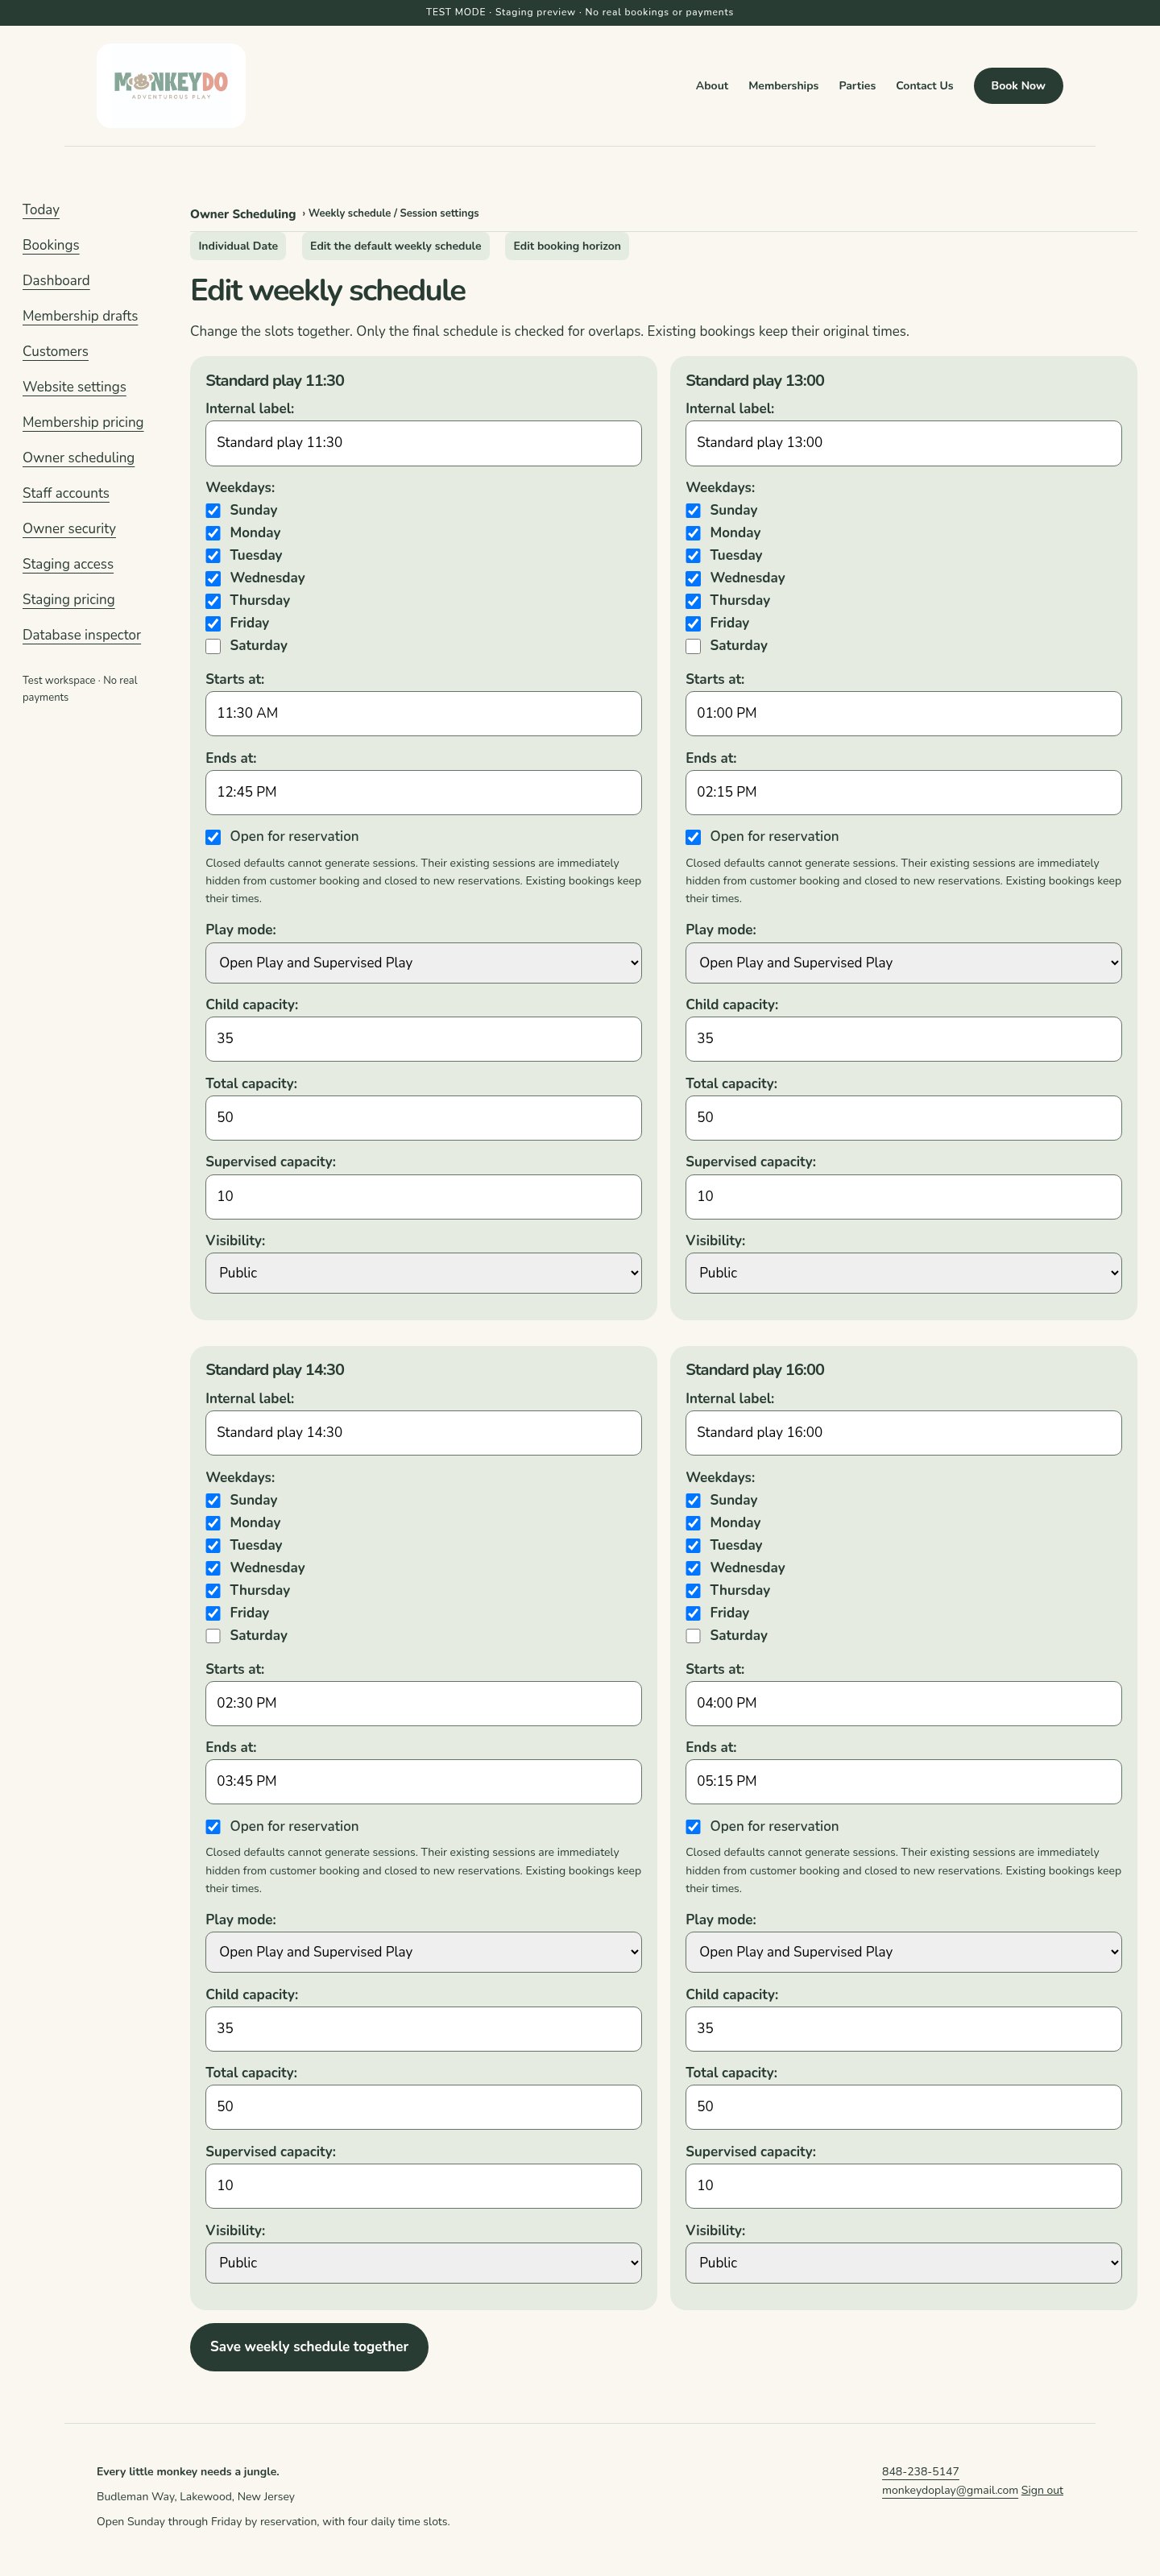 TEST MODE · Staging preview · No real bookings or payments
MONKEYDO
ADVENTUROUS PLAY
About
Memberships
Parties
Contact Us
Book Now
Today
Bookings
Dashboard
Membership drafts
Customers
Website settings
Membership pricing
Owner scheduling
Staff accounts
Owner security
Staging access
Staging pricing
Database inspector
Test workspace · No real
payments
Owner Scheduling › Weekly schedule / Session settings
Individual Date
Edit the default weekly schedule
Edit booking horizon
Edit weekly schedule
Change the slots together. Only the final schedule is checked for overlaps. Existing bookings keep their original times.
Standard play 11:30
Internal label:
Standard play 11:30
Weekdays:
Sunday
Monday
Tuesday
Wednesday
Thursday
Friday
Saturday
Starts at:
11:30 AM
Ends at:
12:45 PM
Open for reservation
Closed defaults cannot generate sessions. Their existing sessions are immediately
hidden from customer booking and closed to new reservations. Existing bookings keep
their times.
Play mode:
Open Play and Supervised Play
Child capacity:
35
Total capacity:
50
Supervised capacity:
10
Visibility:
Public
Standard play 13:00
Internal label:
Standard play 13:00
Weekdays:
Sunday
Monday
Tuesday
Wednesday
Thursday
Friday
Saturday
Starts at:
01:00 PM
Ends at:
02:15 PM
Open for reservation
Closed defaults cannot generate sessions. Their existing sessions are immediately
hidden from customer booking and closed to new reservations. Existing bookings keep
their times.
Play mode:
Open Play and Supervised Play
Child capacity:
35
Total capacity:
50
Supervised capacity:
10
Visibility:
Public
Standard play 14:30
Internal label:
Standard play 14:30
Weekdays:
Sunday
Monday
Tuesday
Wednesday
Thursday
Friday
Saturday
Starts at:
02:30 PM
Ends at:
03:45 PM
Open for reservation
Closed defaults cannot generate sessions. Their existing sessions are immediately
hidden from customer booking and closed to new reservations. Existing bookings keep
their times.
Play mode:
Open Play and Supervised Play
Child capacity:
35
Total capacity:
50
Supervised capacity:
10
Visibility:
Public
Standard play 16:00
Internal label:
Standard play 16:00
Weekdays:
Sunday
Monday
Tuesday
Wednesday
Thursday
Friday
Saturday
Starts at:
04:00 PM
Ends at:
05:15 PM
Open for reservation
Closed defaults cannot generate sessions. Their existing sessions are immediately
hidden from customer booking and closed to new reservations. Existing bookings keep
their times.
Play mode:
Open Play and Supervised Play
Child capacity:
35
Total capacity:
50
Supervised capacity:
10
Visibility:
Public
Save weekly schedule together
Every little monkey needs a jungle.
Budleman Way, Lakewood, New Jersey
Open Sunday through Friday by reservation, with four daily time slots.
848-238-5147
monkeydoplay@gmail.com Sign out